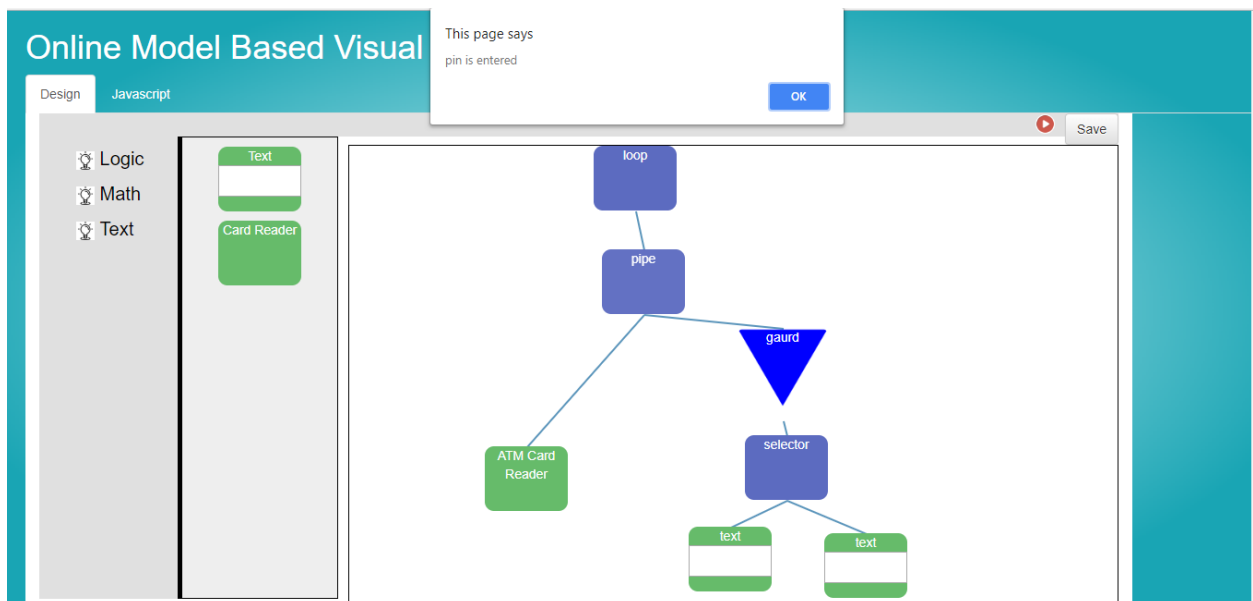 Online Model Based Visual
This page says
pin is entered
OK
Design
Javascript
Save
Logic
Math
Text
Text
Card Reader
loop
pipe
gaurd
ATM Card
Reader
selector
text
text